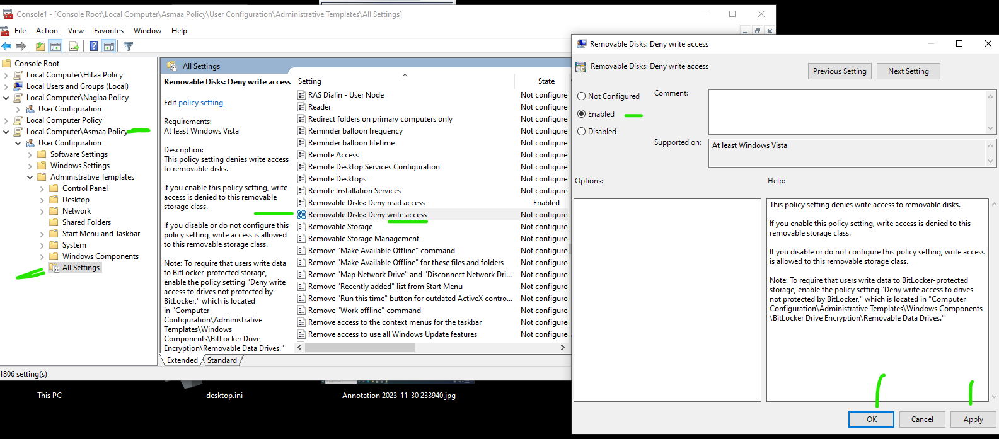 Console1 - [Console Root\Local Computer\Asmaa Policy\User Configuration\Administrative Templates\All Settings]
File Action View Favorites Window Help
Console Root
Local Computer\Hifaa Policy
Local Users and Groups (Local)
Local Computer\Naglaa Policy
User Configuration
Local Computer Policy
Local Computer\Asmaa Policy
User Configuration
Software Settings
Windows Settings
Administrative Templates
Control Panel
Desktop
Network
Shared Folders
Start Menu and Taskbar
System
Windows Components
All Settings
All Settings
Removable Disks: Deny write access
Edit policy setting
Requirements:
At least Windows Vista
Description:
This policy setting denies write access
to removable disks.
If you enable this policy setting, write
access is denied to this removable
storage class.
If you disable or do not configure this
policy setting, write access is allowed
to this removable storage class.
Note: To require that users write data
to BitLocker-protected storage,
enable the policy setting "Deny write
access to drives not protected by
BitLocker," which is located
in "Computer
Configuration\Administrative
Templates\Windows
Components\BitLocker Drive
Encryption\Removable Data Drives."
Setting State
RAS Dialin - User Node Not configure
Reader Not configure
Redirect folders on primary computers only Not configure
Reminder balloon frequency Not configure
Reminder balloon lifetime Not configure
Remote Access Not configure
Remote Desktop Services Configuration Not configure
Remote Desktops Not configure
Remote Installation Services Not configure
Removable Disks: Deny read access Enabled
Removable Disks: Deny write access Not configure
Removable Storage Not configure
Removable Storage Management Not configure
Remove "Make Available Offline" command Not configure
Remove "Make Available Offline" for these files and folders Not configure
Remove "Map Network Drive" and "Disconnect Network Dri... Not configure
Remove "Recently added" list from Start Menu Not configure
Remove "Run this time" button for outdated ActiveX contro... Not configure
Remove "Work offline" command Not configure
Remove access to the context menus for the taskbar Not configure
Remove access to use all Windows Update features Not configure
Extended Standard
1806 setting(s)
This PC
desktop.ini
Annotation 2023-11-30 233940.jpg
Removable Disks: Deny write access
Removable Disks: Deny write access
Previous Setting
Next Setting
Not Configured
Enabled
Disabled
Comment:
Supported on:
At least Windows Vista
Options:
Help:
This policy setting denies write access to removable disks.
If you enable this policy setting, write access is denied to this
removable storage class.
If you disable or do not configure this policy setting, write access
is allowed to this removable storage class.
Note: To require that users write data to BitLocker-protected
storage, enable the policy setting "Deny write access to drives
not protected by BitLocker," which is located in "Computer
Configuration\Administrative Templates\Windows Components
\BitLocker Drive Encryption\Removable Data Drives."
OK
Cancel
Apply